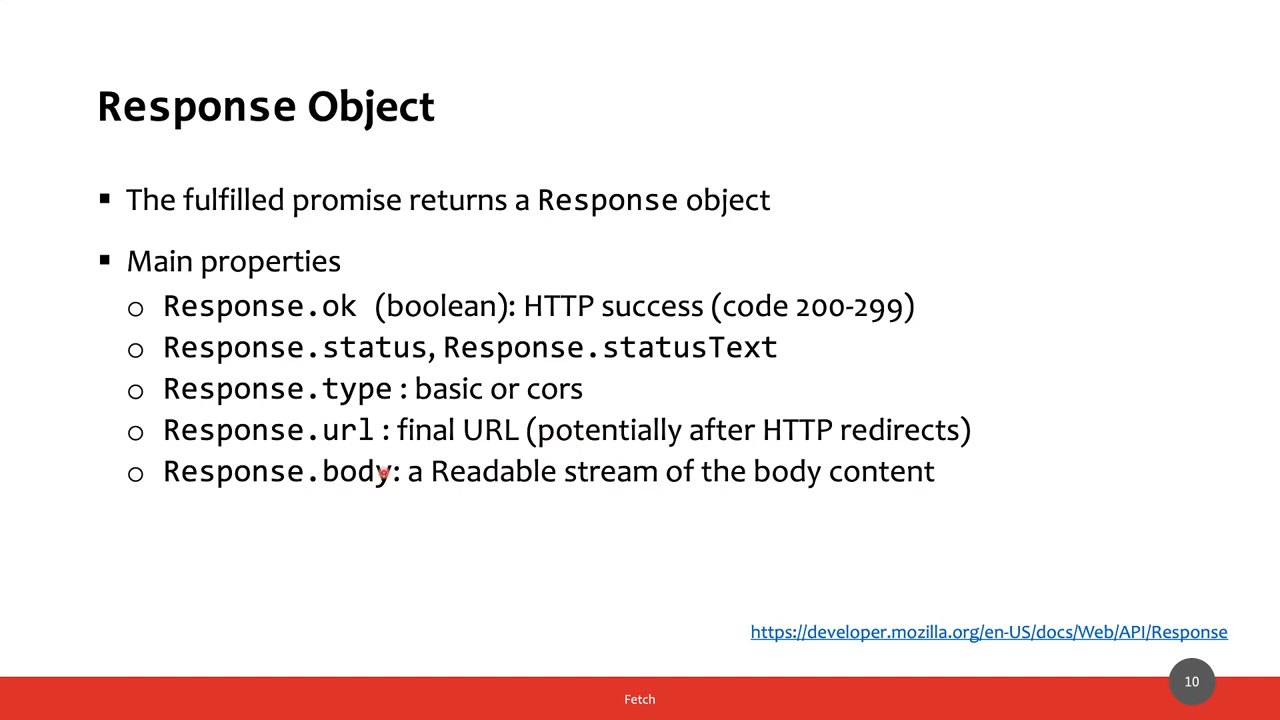 Response Object
▪ The fulfilled promise returns a Response object
▪ Main properties
o Response.ok (boolean): HTTP success (code 200-299)
o Response.status, Response.statusText
o Response.type : basic or cors
o Response.url : final URL (potentially after HTTP redirects)
o Response.body: a Readable stream of the body content
https://developer.mozilla.org/en-US/docs/Web/API/Response
10
Fetch